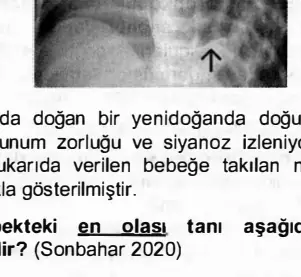 da doğan bir yenidoğanda doğu
unum zorluğu ve siyanoz izleniyo
ukarıda verilen bebeğe takılan n
la gösterilmiştir.
ekteki en olası tanı aşağıd
dir? (Sonbahar 2020)